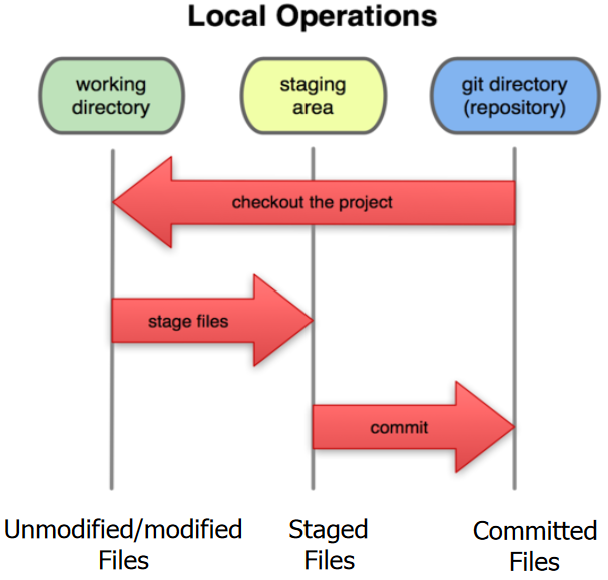 Local Operations
working
directory
staging
area
git directory
(repository)
checkout the project
stage files
commit
Unmodified/modified
Files
Staged
Files
Committed
Files